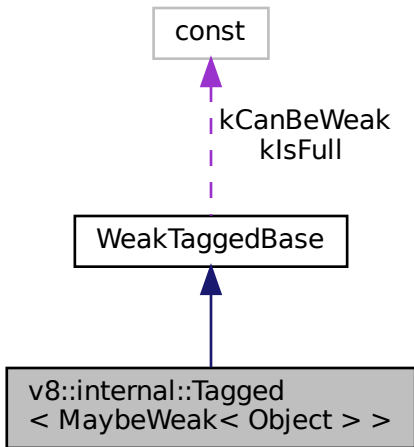 const
kCanBeWeak
kIsFull
WeakTaggedBase
v8::internal::Tagged
< MaybeWeak< Object > >